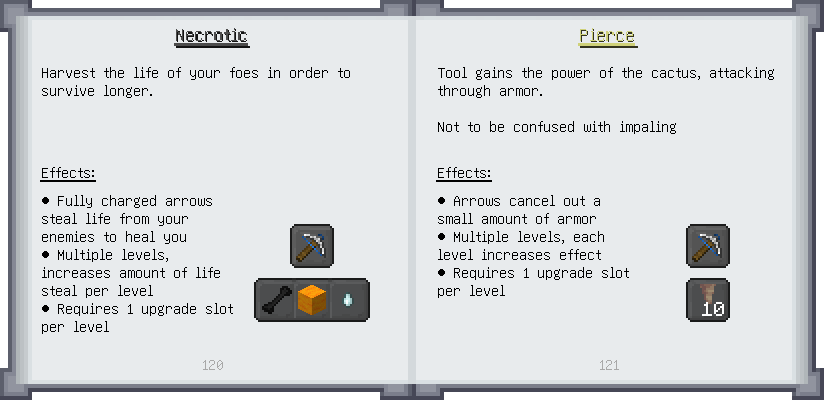 Necrotic
Harvest the life of your foes in order to
survive longer.
Effects:
● Fully charged arrows
steal life from your
enemies to heal you
● Multiple levels,
increases amount of life
steal per level
● Requires 1 upgrade slot
per level
120
Pierce
Tool gains the power of the cactus, attacking
through armor.
Not to be confused with impaling
Effects:
● Arrows cancel out a
small amount of armor
● Multiple levels, each
level increases effect
● Requires 1 upgrade slot
per level
10
121